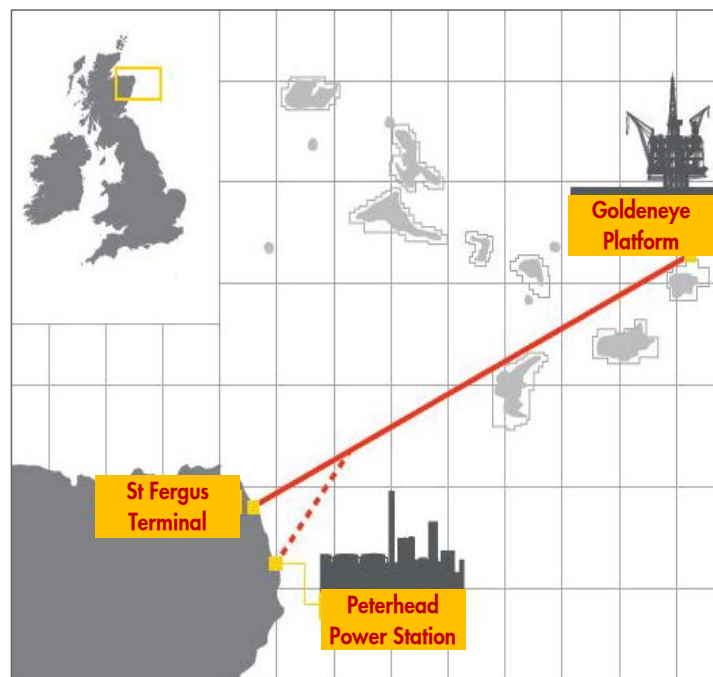 Goldeneye
Platform
St Fergus
Terminal
Peterhead
Power Station